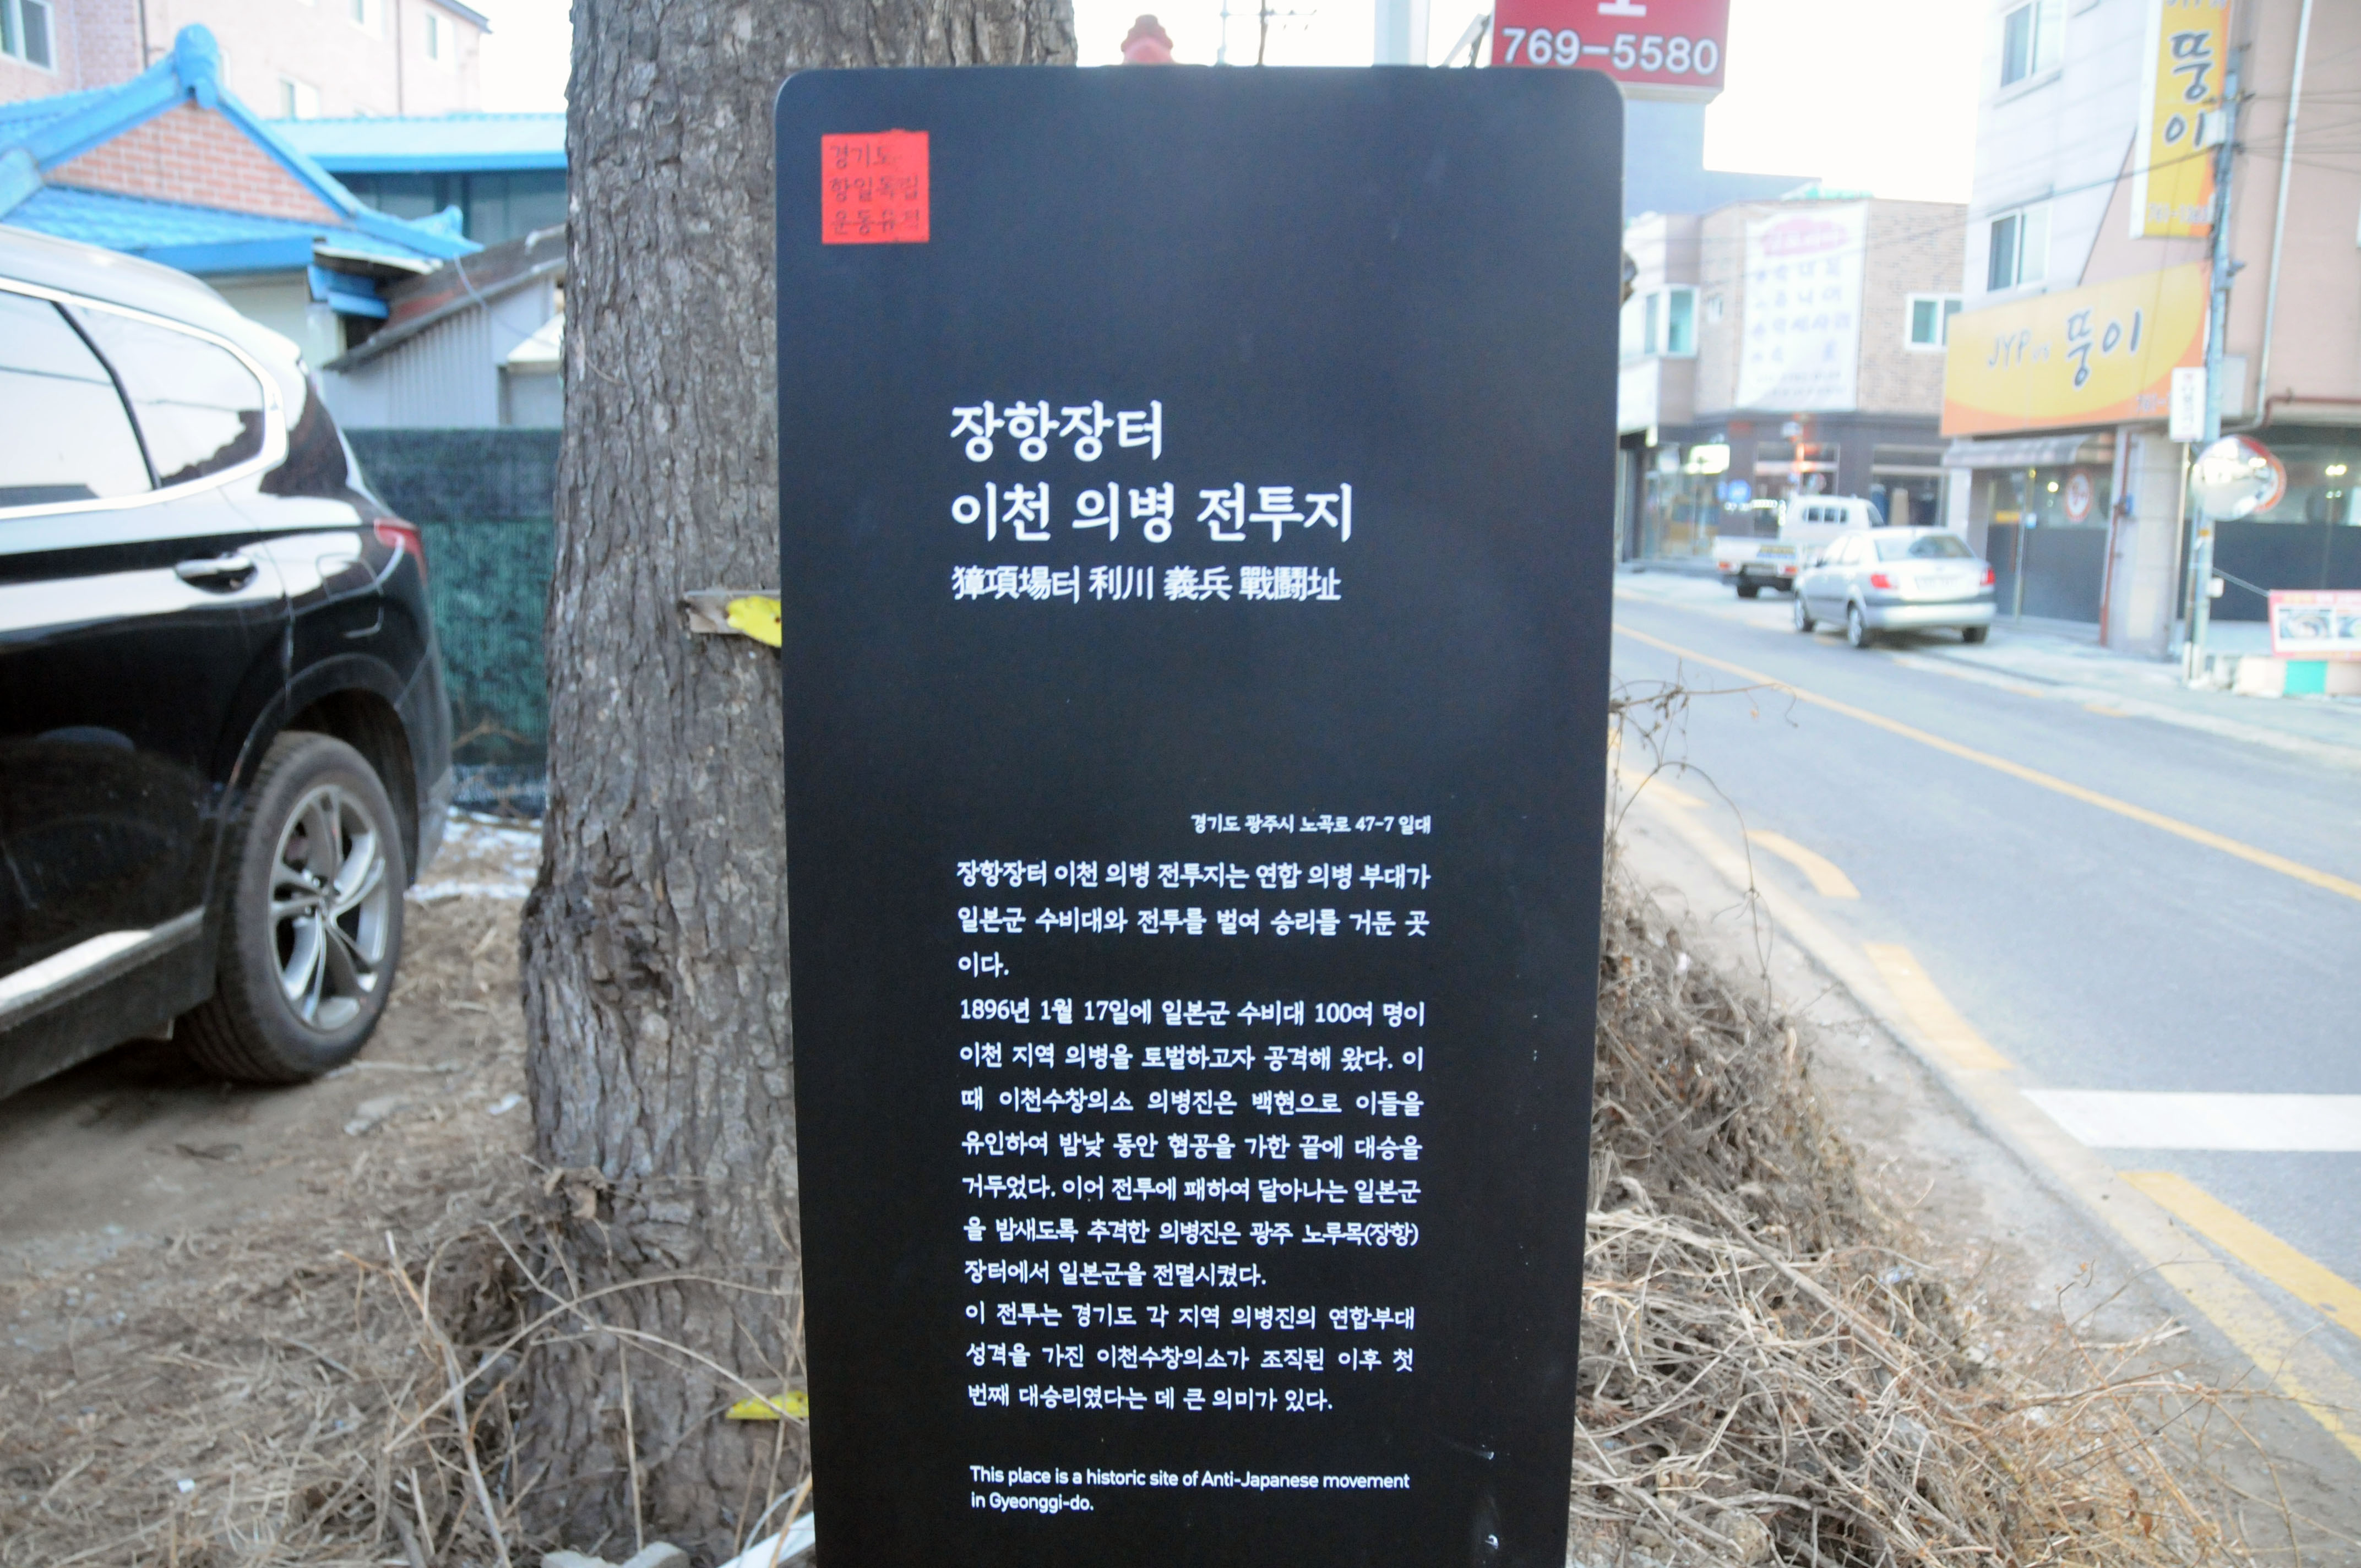 769-5580
뚱이
경기도
항일독립
운동유적
JYP
뚱이
장항장터
이천 의병 전투지
獐項場터 利川 義兵 戰鬪址
경기도 광주시 노곡로 47-7 일대
장항장터 이천 의병 전투지는 연합 의병 부대가
일본군 수비대와 전투를 벌여 승리를 거둔 곳
이다.
1896년 1월 17일에 일본군 수비대 100여 명이
이천 지역 의병을 토벌하고자 공격해 왔다. 이
때 이천수창의소 의병진은 백현으로 이들을
유인하여 밤낮 동안 협공을 가한 끝에 대승을
거두었다. 이어 전투에 패하여 달아나는 일본군
을 밤새도록 추격한 의병진은 광주 노루목(장항)
장터에서 일본군을 전멸시켰다.
이 전투는 경기도 각 지역 의병진의 연합부대
성격을 가진 이천수창의소가 조직된 이후 첫
번째 대승리였다는 데 큰 의미가 있다.
This place is a historic site of Anti-Japanese movement
in Gyeonggi-do.